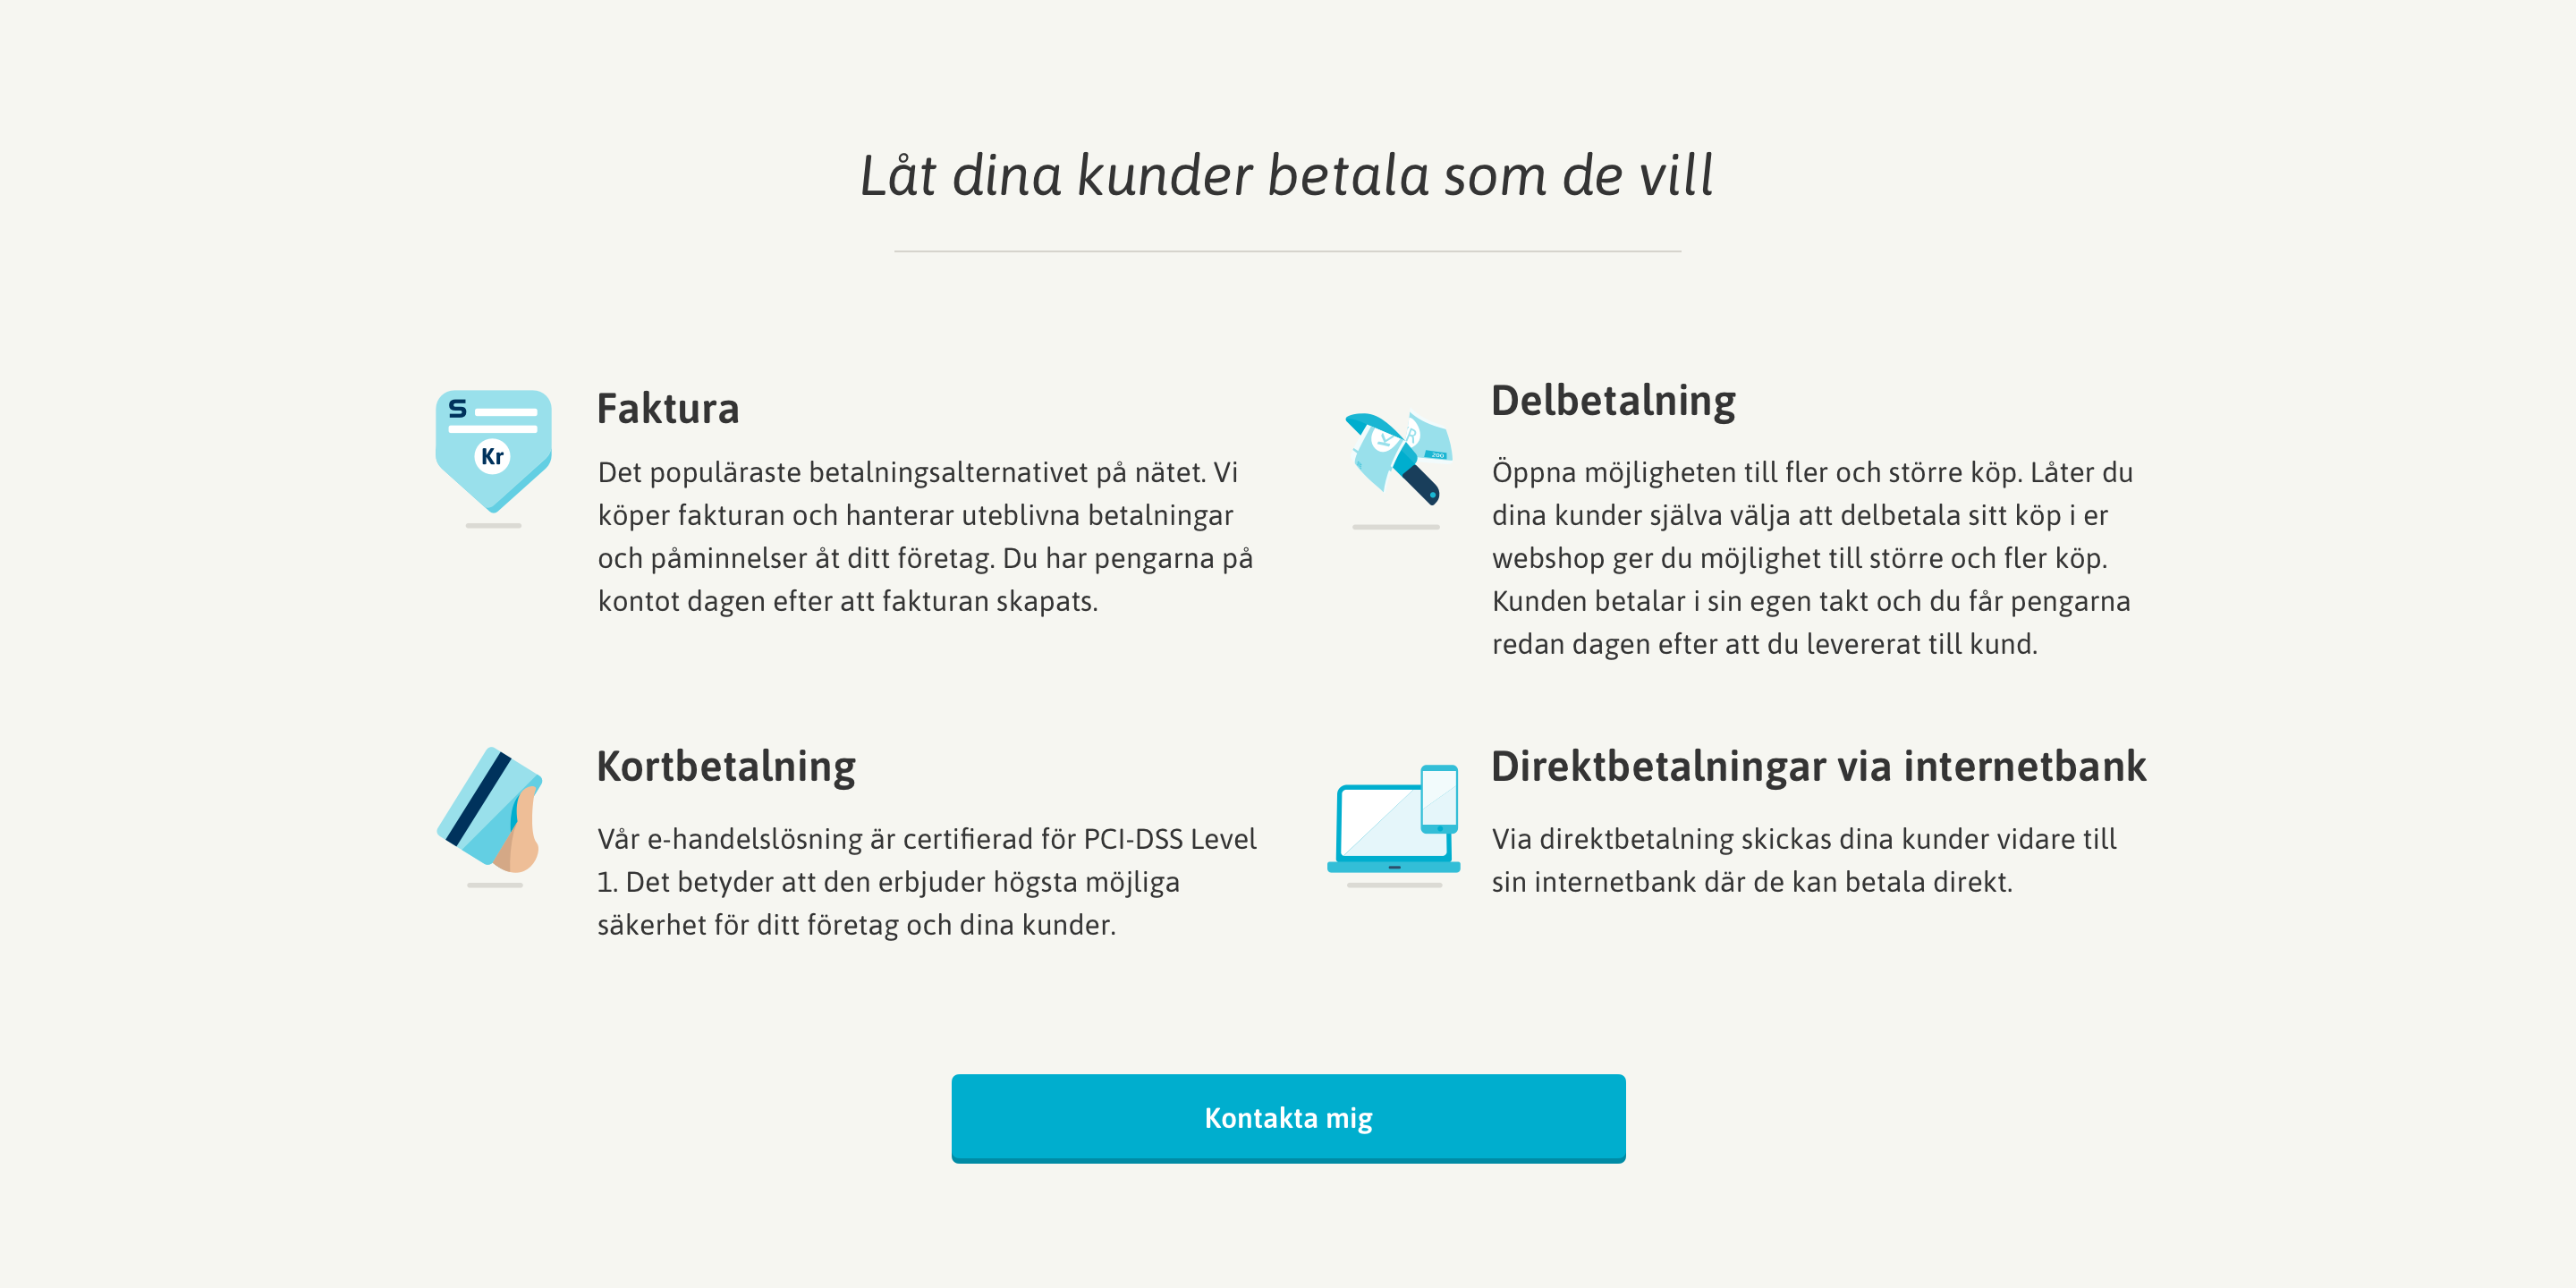 Låt dina kunder betala som de vill
S
Kr
Faktura
Det populäraste betalningsalternativet på nätet. Vi
köper fakturan och hanterar uteblivna betalningar
och påminnelser åt ditt företag. Du har pengarna på
kontot dagen efter att fakturan skapats.
K R
200
Delbetalning
Öppna möjligheten till fler och större köp. Låter du
dina kunder själva välja att delbetala sitt köp i er
webshop ger du möjlighet till större och fler köp.
Kunden betalar i sin egen takt och du får pengarna
redan dagen efter att du levererat till kund.
Kortbetalning
Vår e-handelslösning är certifierad för PCI-DSS Level
1. Det betyder att den erbjuder högsta möjliga
säkerhet för ditt företag och dina kunder.
Direktbetalningar via internetbank
Via direktbetalning skickas dina kunder vidare till
sin internetbank där de kan betala direkt.
Kontakta mig